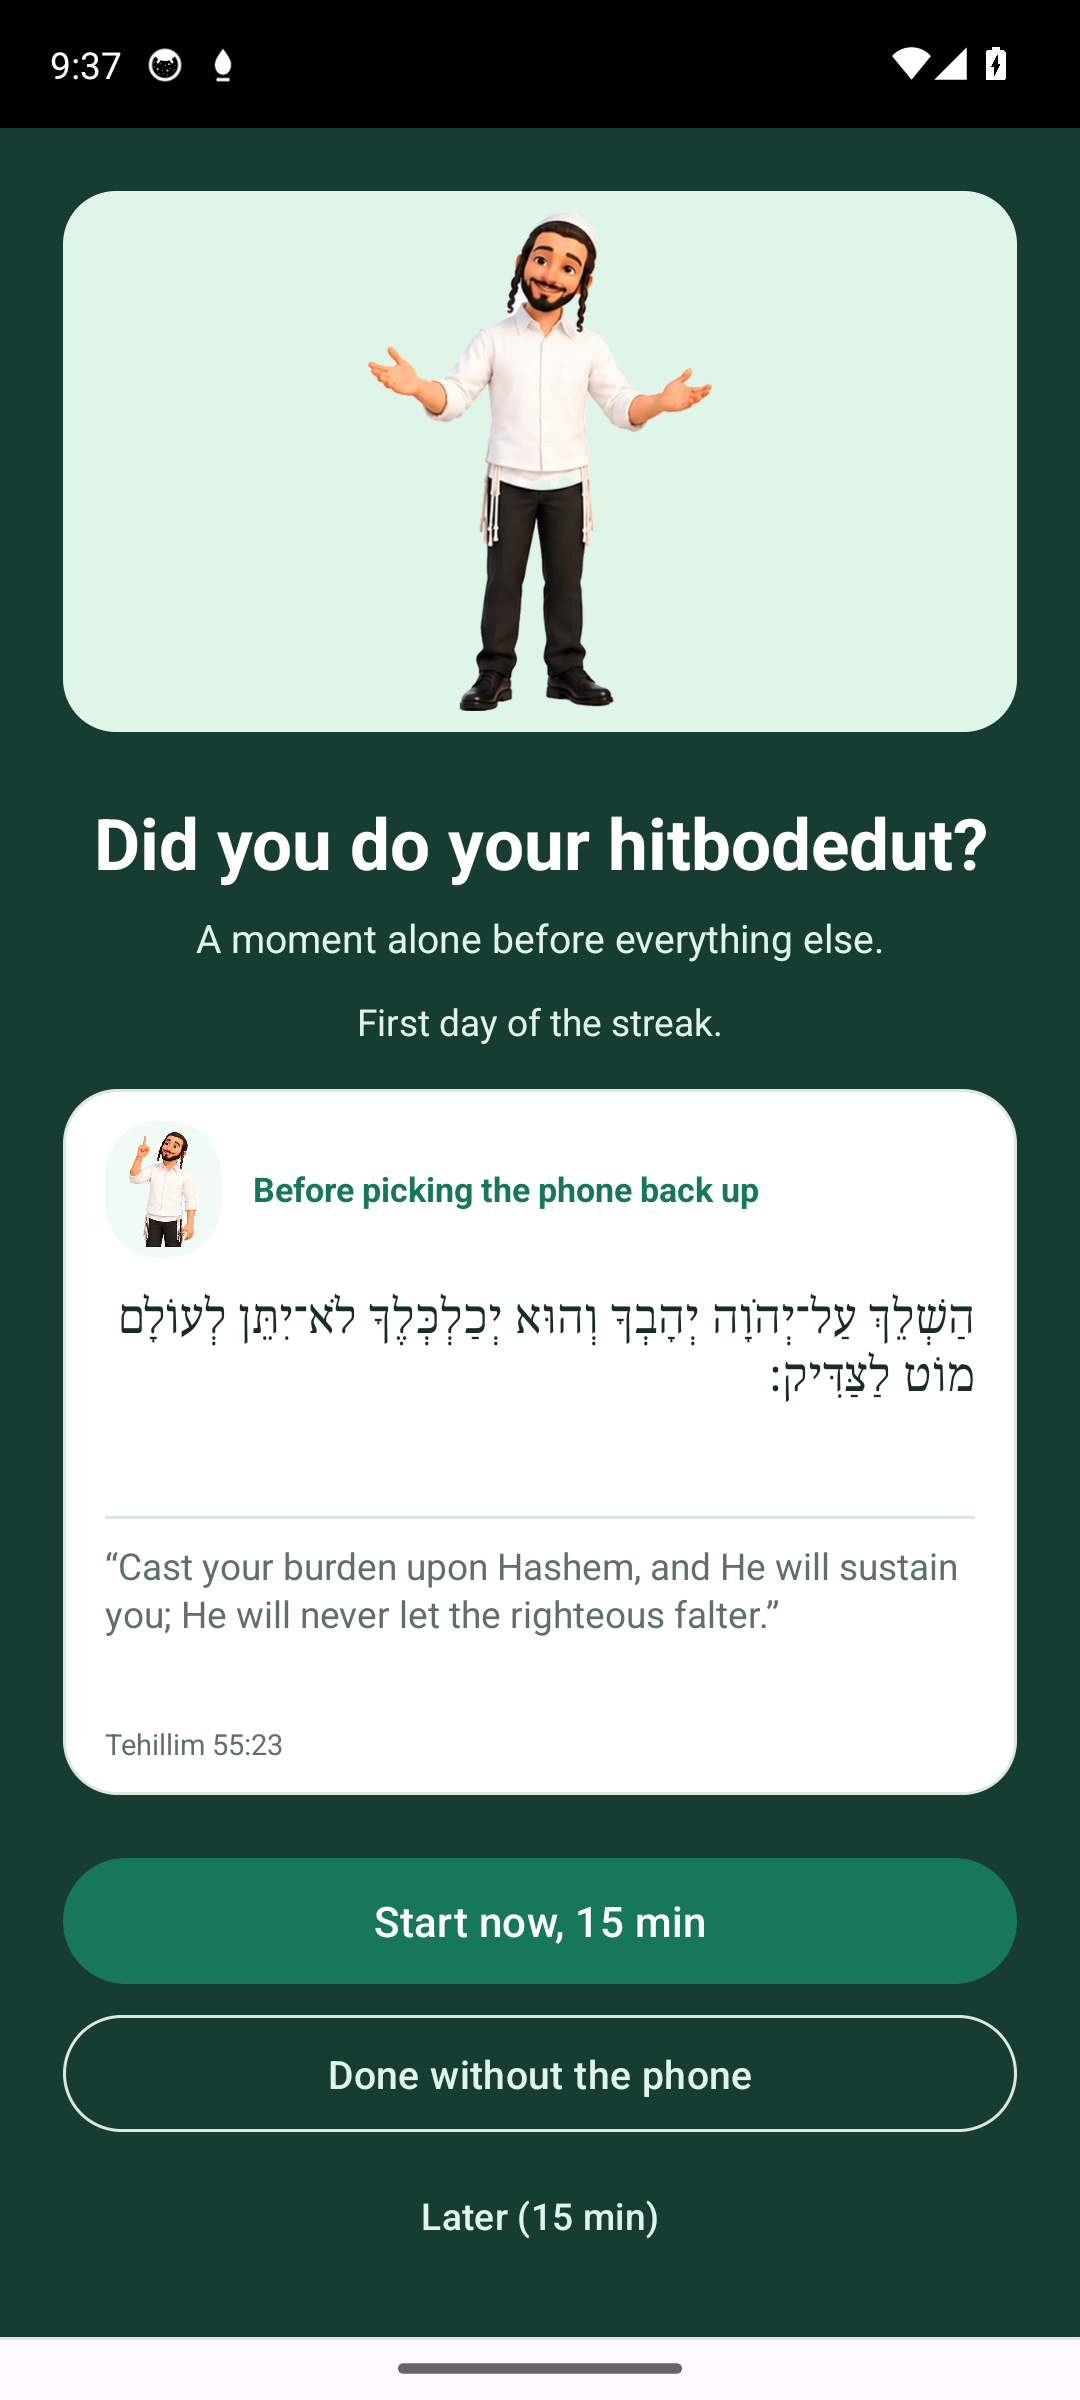 9:37
Did you do your hitbodedut?
A moment alone before everything else.
First day of the streak.
Before picking the phone back up
הַשְׁלֵךְ עַל־יְהֹוָה יְהָבְךָ וְהוּא יְכַלְכְּלֶךָ לֹא־יִתֵּן לְעוֹלָם
מוֹט לַצַּדִּיק׃
“Cast your burden upon Hashem, and He will sustain
you; He will never let the righteous falter.”
Tehillim 55:23
Start now, 15 min
Done without the phone
Later (15 min)